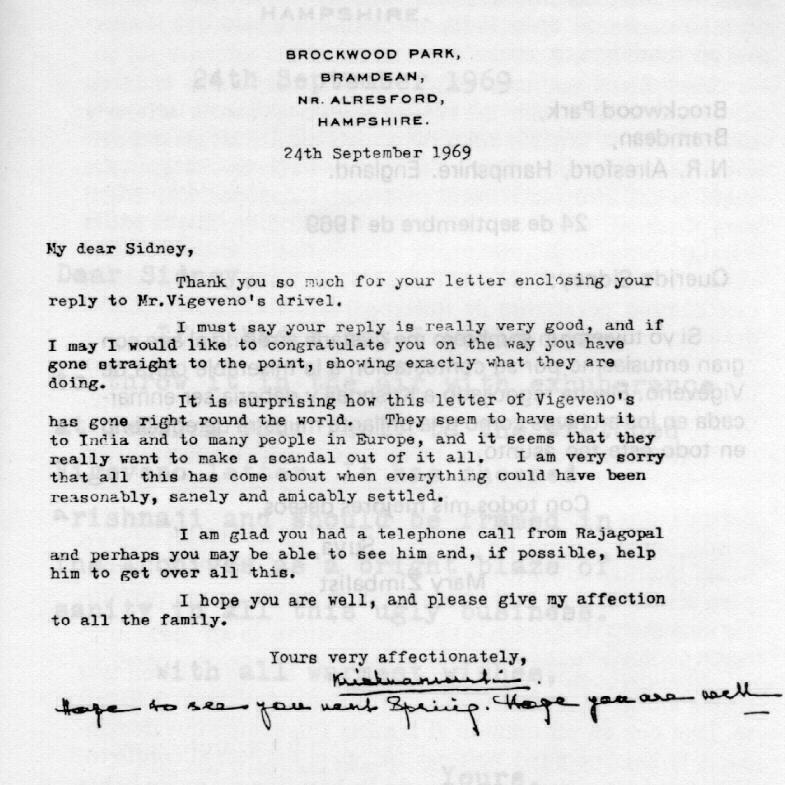 HAMPSHIRE.
BROCKWOOD PARK,
BRAMDEAN,
NR. ALRESFORD,
HAMPSHIRE.
24th September 1969
My dear Sidney,
Thank you so much for your letter enclosing your
reply to Mr.Vigeveno's drivel.
I must say your reply is really very good, and if
I may I would like to congratulate you on the way you have
gone straight to the point, showing exactly what they are
doing.
It is surprising how this letter of Vigeveno's
has gone right round the world. They seem to have sent it
to India and to many people in Europe, and it seems that they
really want to make a scandal out of it all. I am very sorry
that all this has come about when everything could have been
reasonably, sanely and amicably settled.
I am glad you had a telephone call from Rajagopal
and perhaps you may be able to see him and, if possible, help
him to get over all this.
I hope you are well, and please give my affection
to all the family.
Yours very affectionately,
Krishnamurti
Hope to see you next Spring. Hope you are well